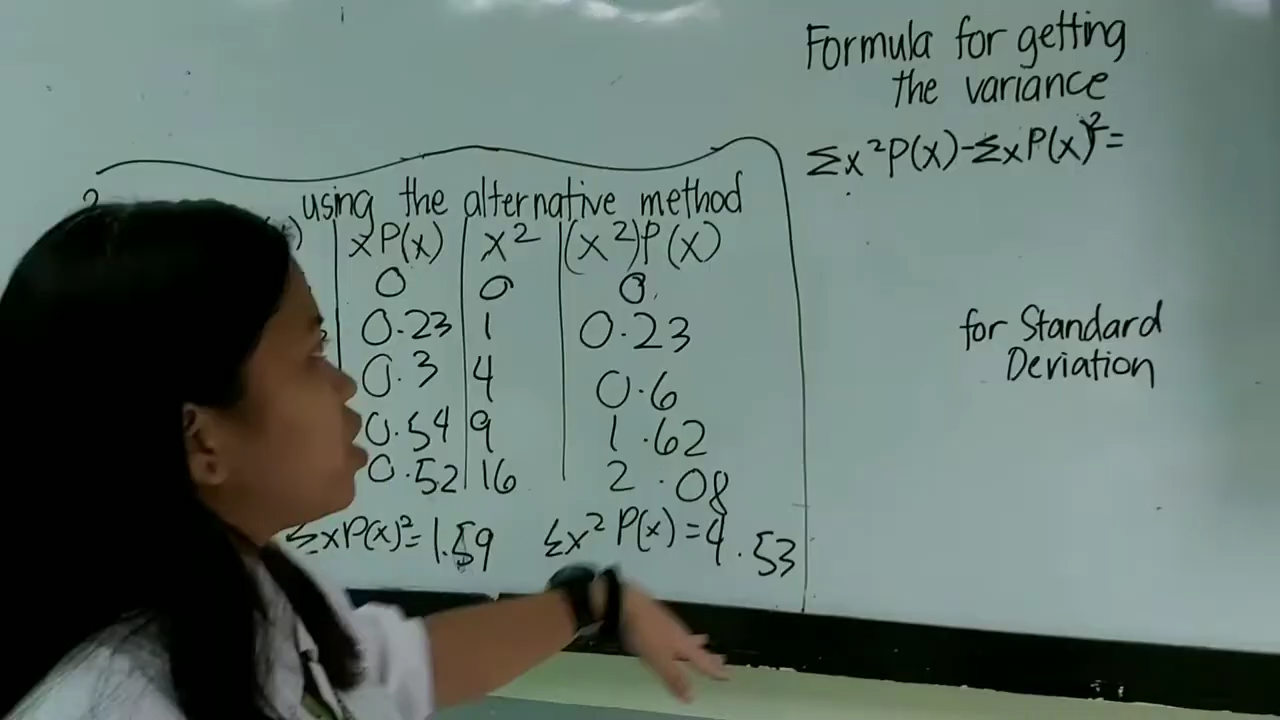 Formula for getting
the variance
Σx²P(x)-ΣxP(x)²=
using the alternative method
xP(x) x² (x²)P(x)
0 0 0
0.23 1 0.23
0.3 4 0.6
0.54 9 1.62
0.52 16 2.08
ΣxP(x)²=1.59 Σx² P(x)=4.53
for Standard
Deviation